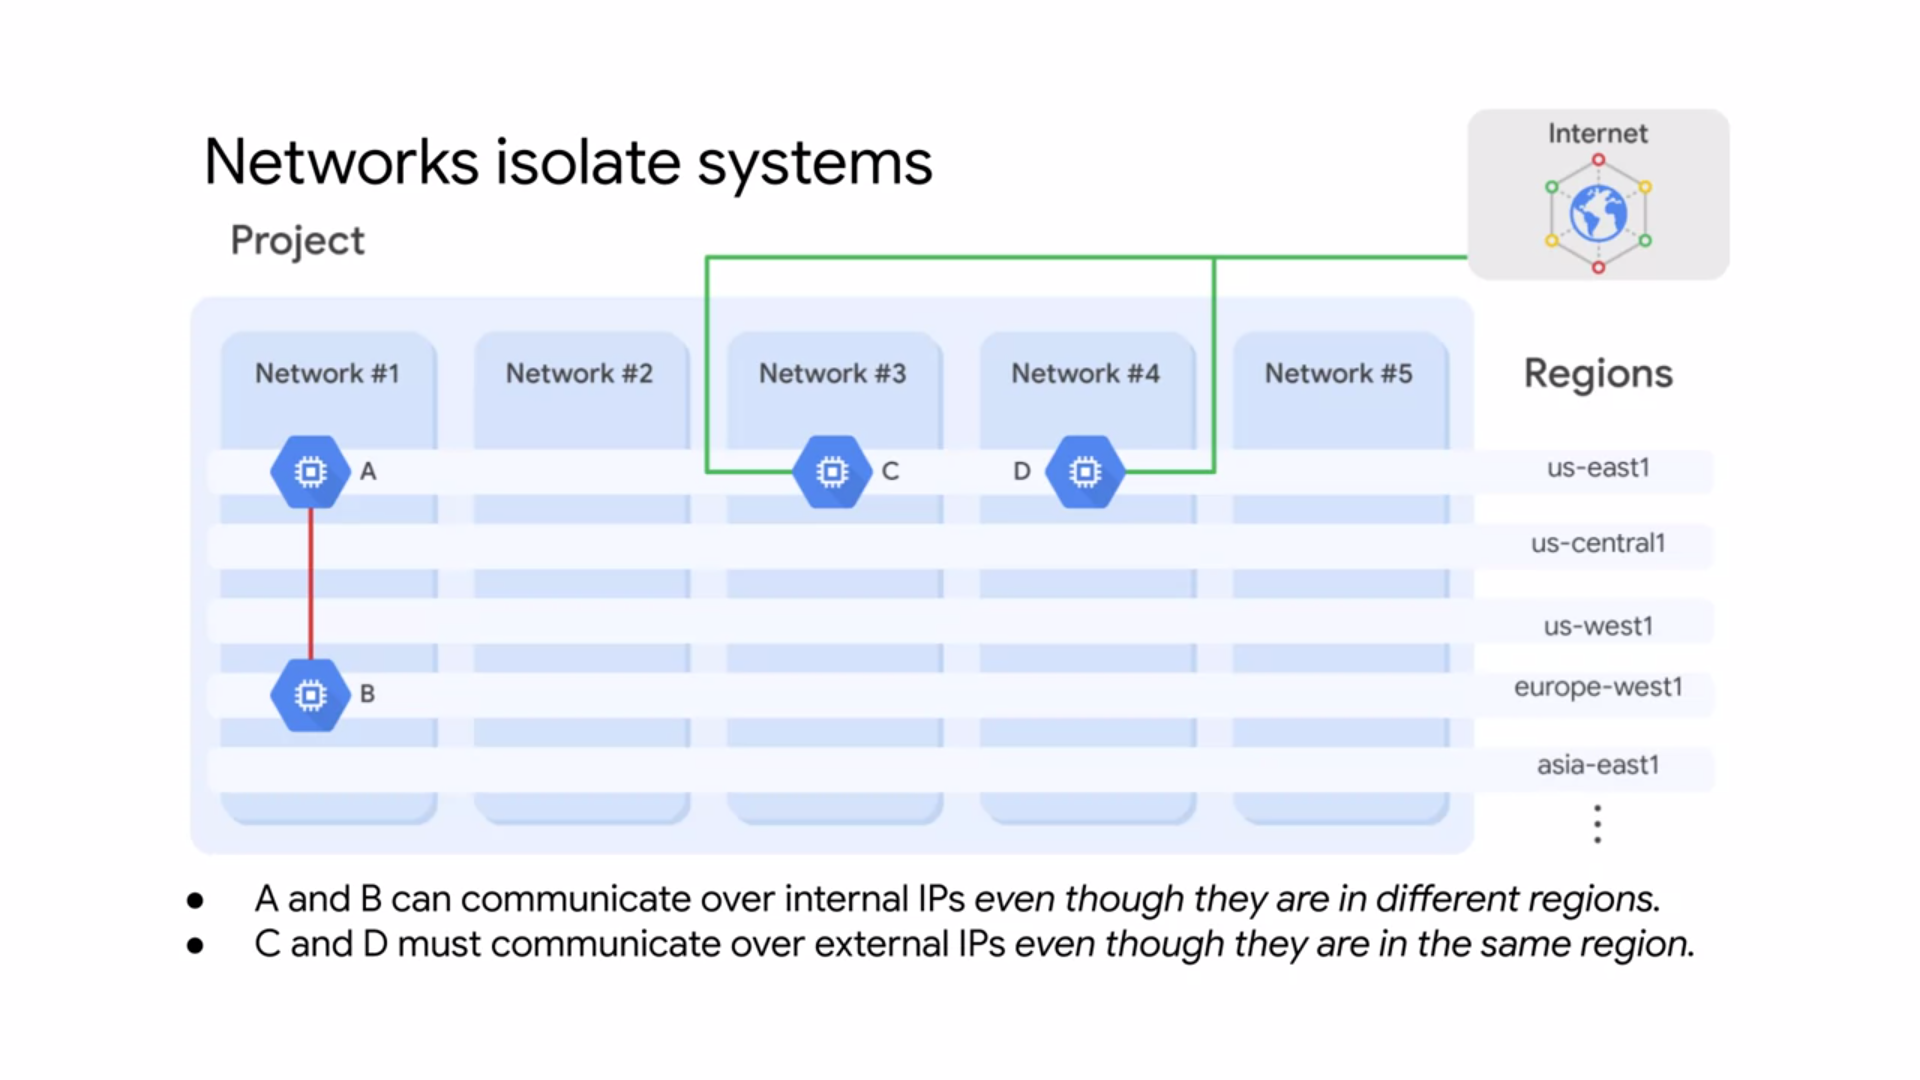 Networks isolate systems
Internet
Project
Network #1
Network #2
Network #3
Network #4
Network #5
Regions
A
C
D
us-east1
us-central1
us-west1
B
europe-west1
asia-east1
● A and B can communicate over internal IPs even though they are in different regions.
● C and D must communicate over external IPs even though they are in the same region.